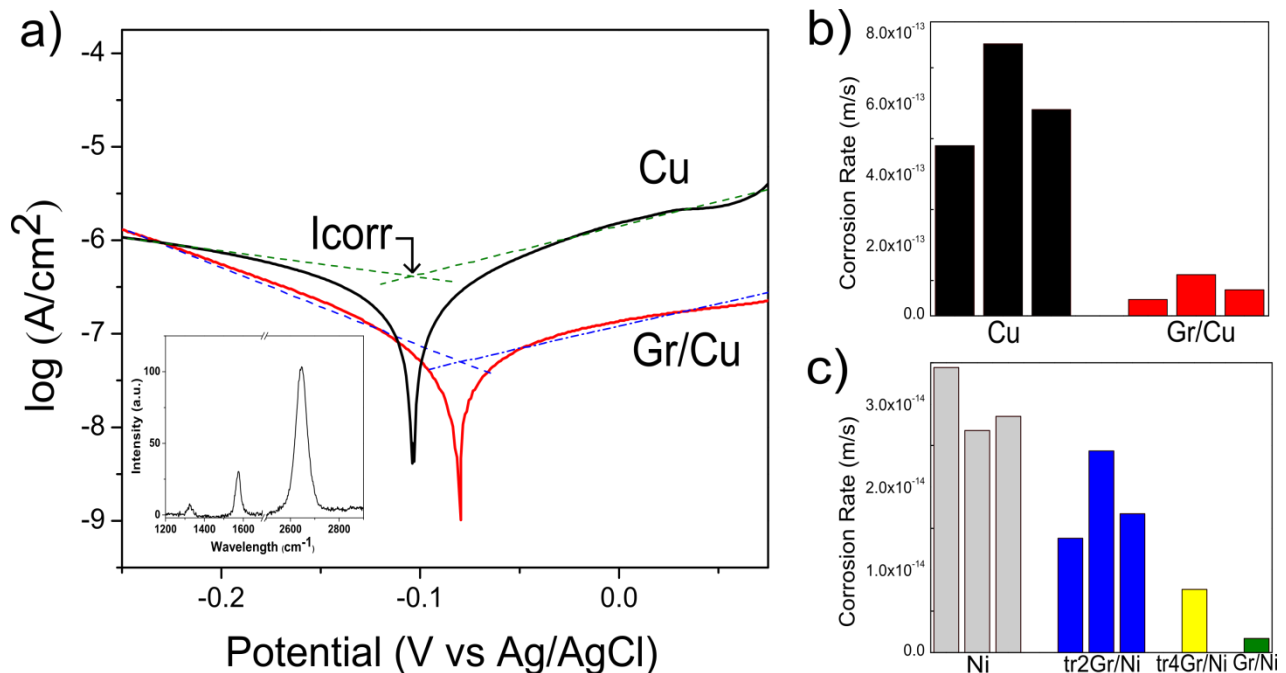 a)
log (A/cm²)
-4
-5
-6
-7
-8
-9
Cu
Icorr
Gr/Cu
Intensity (a.u.)
100
50
0
1200 1400 1600 2600 2800
Wavelength (cm⁻¹)
-0.2 -0.1 0.0
Potential (V vs Ag/AgCl)
b)
Corrosion Rate (m/s)
8.0x10⁻¹³
6.0x10⁻¹³
4.0x10⁻¹³
2.0x10⁻¹³
0.0
Cu Gr/Cu
c)
Corrosion Rate (m/s)
3.0x10⁻¹⁴
2.0x10⁻¹⁴
1.0x10⁻¹⁴
0.0
Ni tr2Gr/Ni tr4Gr/Ni Gr/Ni